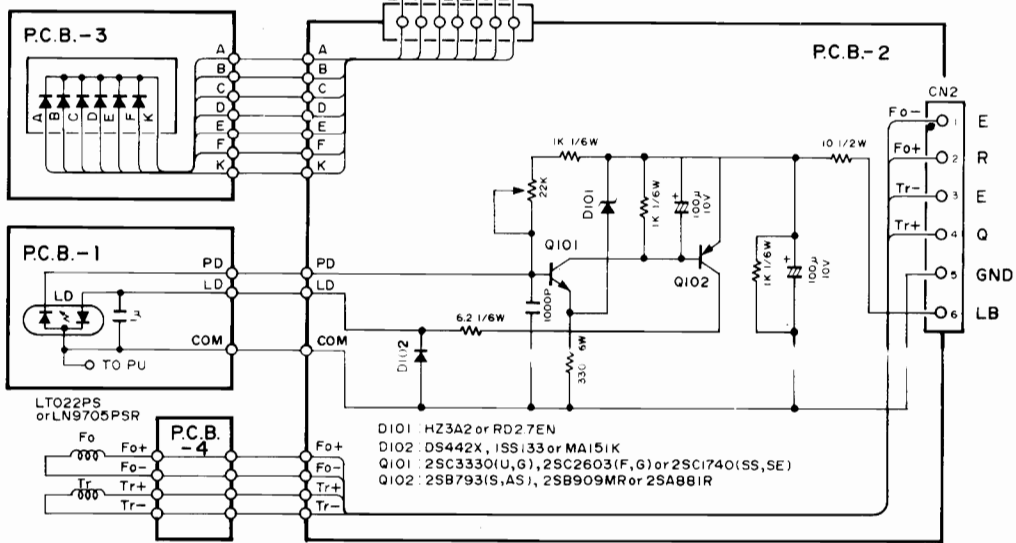 P.C.B.-3
A
B
C
D
E
F
K
A
B
C
D
E
F
K
A
B
C
D
E
F
K
P.C.B.-2
CN2
Fo-
1
E
Fo+
2
R
Tr-
3
E
Tr+
4
Q
5
GND
6
LB
1K 1/6W
10 1/2W
22K
D101
1K 1/6W
+
100μ
10V
Q101
Q102
1K 1/6W
+
100μ
10V
1000P
6.2 1/6W
D102
330
6W
P.C.B.-1
LD
μ
TO PU
PD
LD
COM
PD
LD
COM
LT022PS
orLN9705PSR
Fo
Tr
Fo+
Fo-
Tr+
Tr-
P.C.B.
-4
Fo+
Fo-
Tr+
Tr-
D101 : HZ3A2 or RD2.7EN
D102 : DS442X, 1SS133 or MA151K
Q101 : 2SC3330(U,G), 2SC2603(F,G) or 2SC1740(SS,SE)
Q102 : 2SB793(S,AS), 2SB909MR or 2SA881R